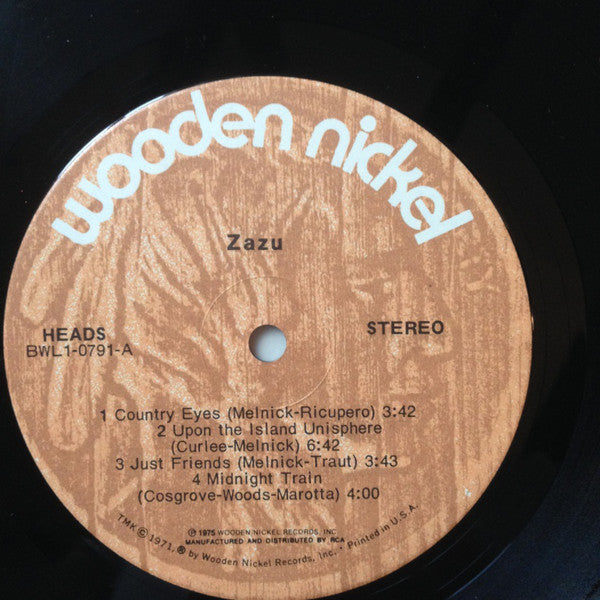 wooden nickel
Zazu
HEADS
BWL1-0791-A
STEREO
1 Country Eyes (Melnick-Ricupero) 3:42
2 Upon the Island Unisphere
(Curlee-Melnick) 6:42
3 Just Friends (Melnick-Traut) 3:43
4 Midnight Train
(Cosgrove-Woods-Marotta) 4:00
℗ 1975 WOODEN NICKEL RECORDS, INC.
MANUFACTURED AND DISTRIBUTED BY RCA
TMK © 1971, ® by Wooden Nickel Records, Inc. • Printed in U.S.A.